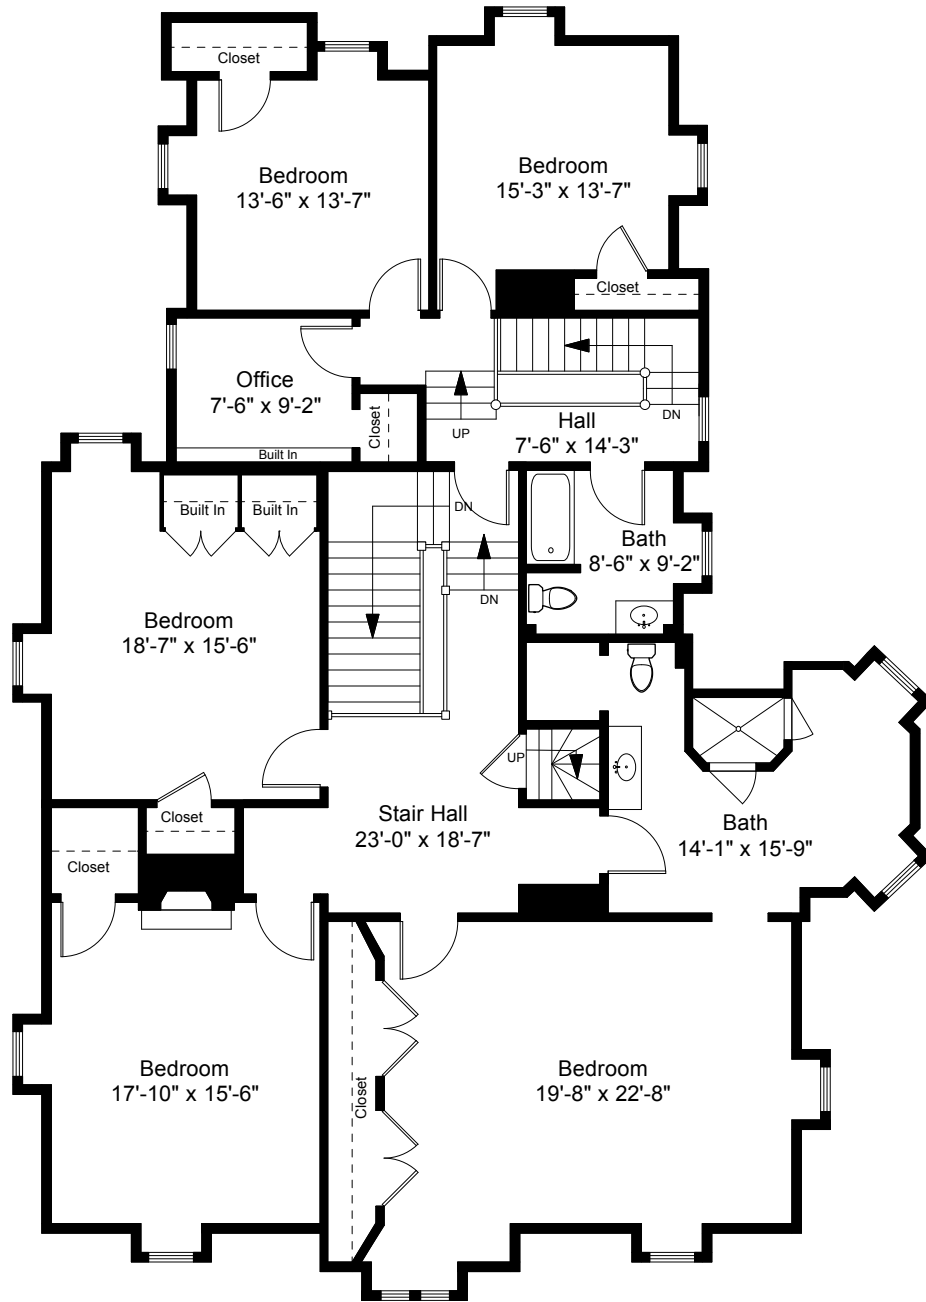 Closet
Bedroom
13'-6" x 13'-7"
Bedroom
15'-3" x 13'-7"
Closet
Office
7'-6" x 9'-2"
Closet
Built In
UP
Hall
7'-6" x 14'-3"
DN
Built In
Built In
DN
Bath
8'-6" x 9'-2"
DN
Bedroom
18'-7" x 15'-6"
UP
Closet
Stair Hall
23'-0" x 18'-7"
Bath
14'-1" x 15'-9"
Closet
Bedroom
17'-10" x 15'-6"
Closet
Bedroom
19'-8" x 22'-8"